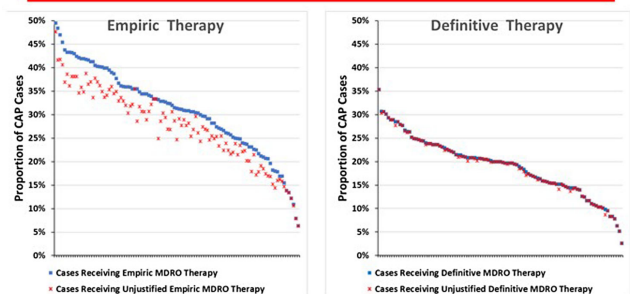 Empiric Therapy
Proportion of CAP Cases
50%
45%
40%
35%
30%
25%
20%
15%
10%
5%
0%
Cases Receiving Empiric MDRO Therapy
Cases Receiving Unjustified Empiric MDRO Therapy
Definitive Therapy
Proportion of CAP Cases
50%
45%
40%
35%
30%
25%
20%
15%
10%
5%
0%
Cases Receiving Definitive MDRO Therapy
Cases Receiving Unjustified Definitive MDRO Therapy